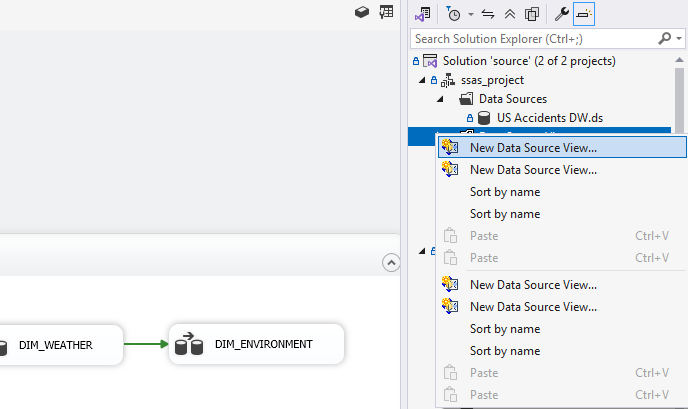 Search Solution Explorer (Ctrl+;)
Solution 'source' (2 of 2 projects)
ssas_project
Data Sources
US Accidents DW.ds
New Data Source View...
New Data Source View...
Sort by name
Sort by name
Paste Ctrl+V
Paste Ctrl+V
New Data Source View...
New Data Source View...
Sort by name
Sort by name
Paste Ctrl+V
Paste Ctrl+V
DIM_WEATHER
DIM_ENVIRONMENT